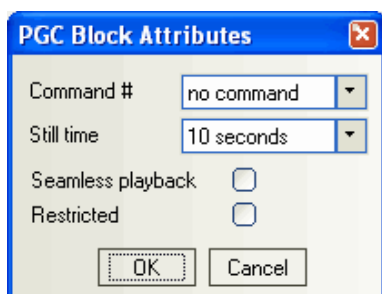 PGC Block Attributes
Command # no command
Still time 10 seconds
Seamless playback
Restricted
OK Cancel